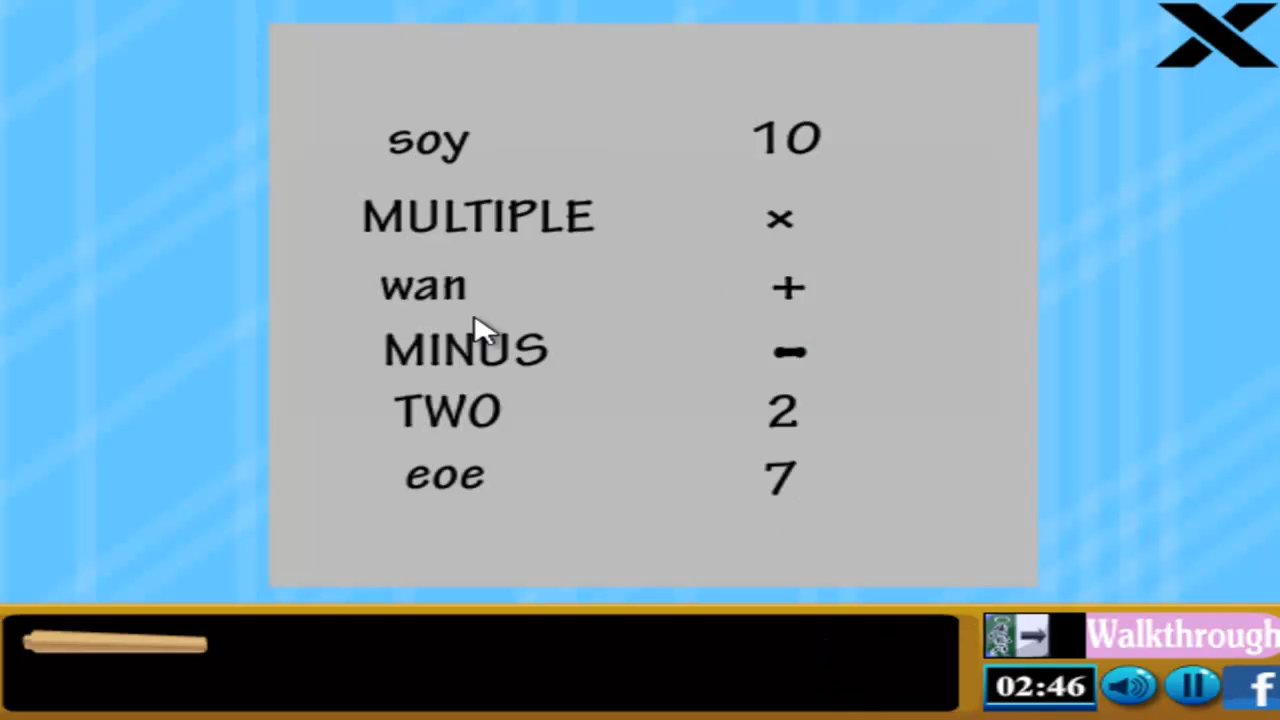 soy 10
MULTIPLE ×
wan +
MINUS -
TWO 2
eoe 7
Walkthrough
02:46 f